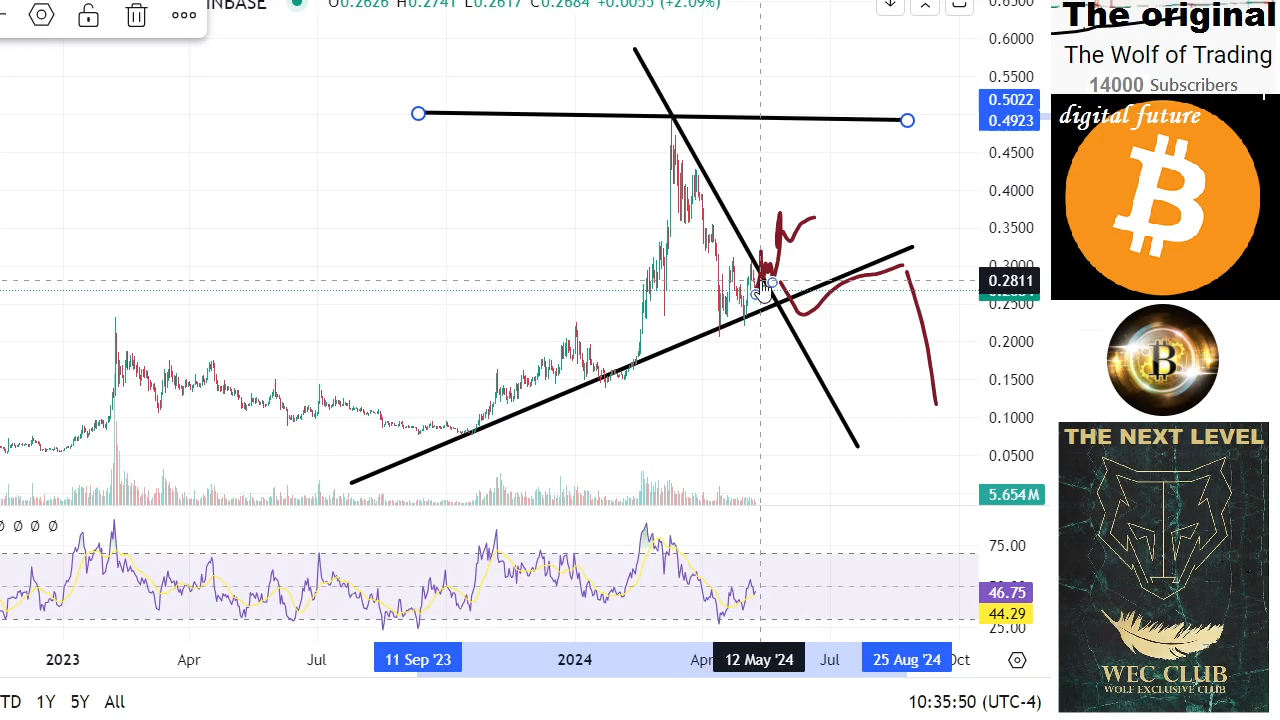 O0.2626 H0.2741 L0.2617 C0.2684 +0.0055 (+2.09%)
0.6000
0.5500
0.5022
0.4923
0.4500
0.4000
0.3500
0.3000
0.2811
0.2500
0.2000
0.1500
0.1000
0.0500
5.654M
Ø Ø Ø Ø
75.00
46.75
44.29
25.00
2023
Apr
Jul
11 Sep '23
2024
Apr
12 May '24
Jul
25 Aug '24
Oct
TD 1Y 5Y All
10:35:50 (UTC-4)
The original
The Wolf of Trading
14000 Subscribers
digital future
THE NEXT LEVEL
WEC CLUB
WOLF EXCLUSIVE CLUB